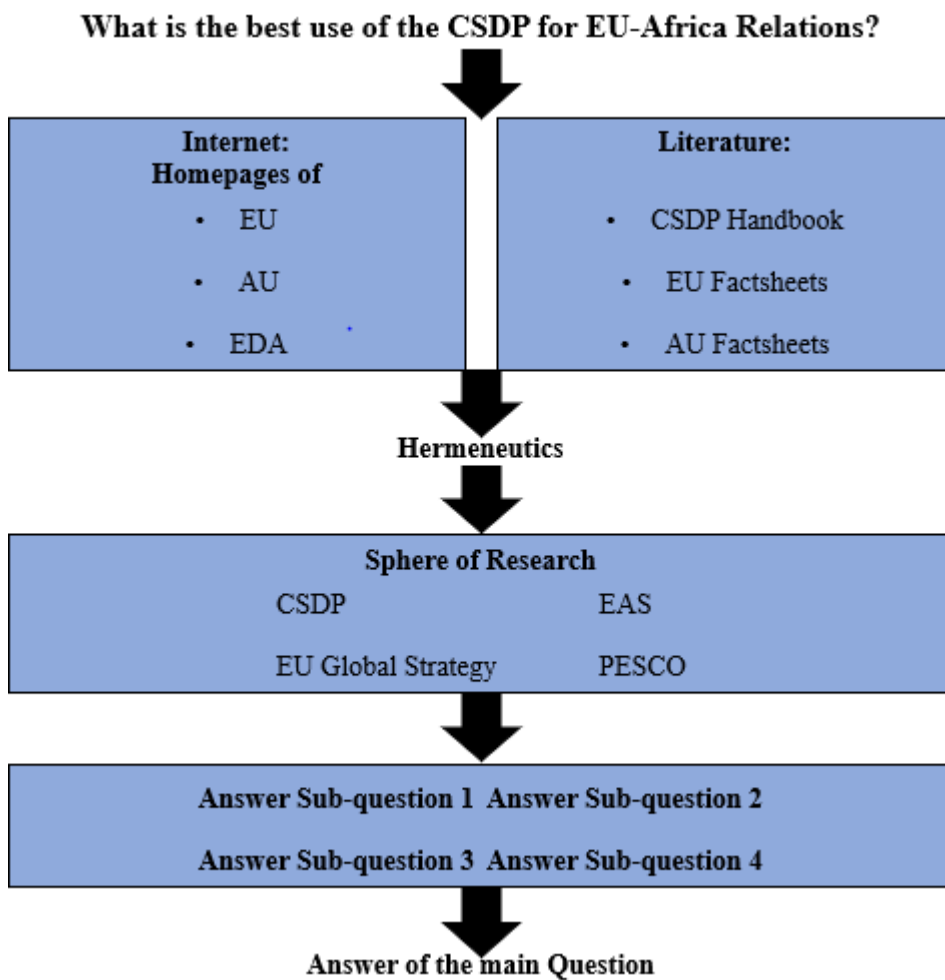 What is the best use of the CSDP for EU-Africa Relations?
Internet:
Homepages of
• EU
• AU
• EDA
Literature:
• CSDP Handbook
• EU Factsheets
• AU Factsheets
Hermeneutics
Sphere of Research
CSDP EAS
EU Global Strategy PESCO
Answer Sub-question 1 Answer Sub-question 2
Answer Sub-question 3 Answer Sub-question 4
Answer of the main Question